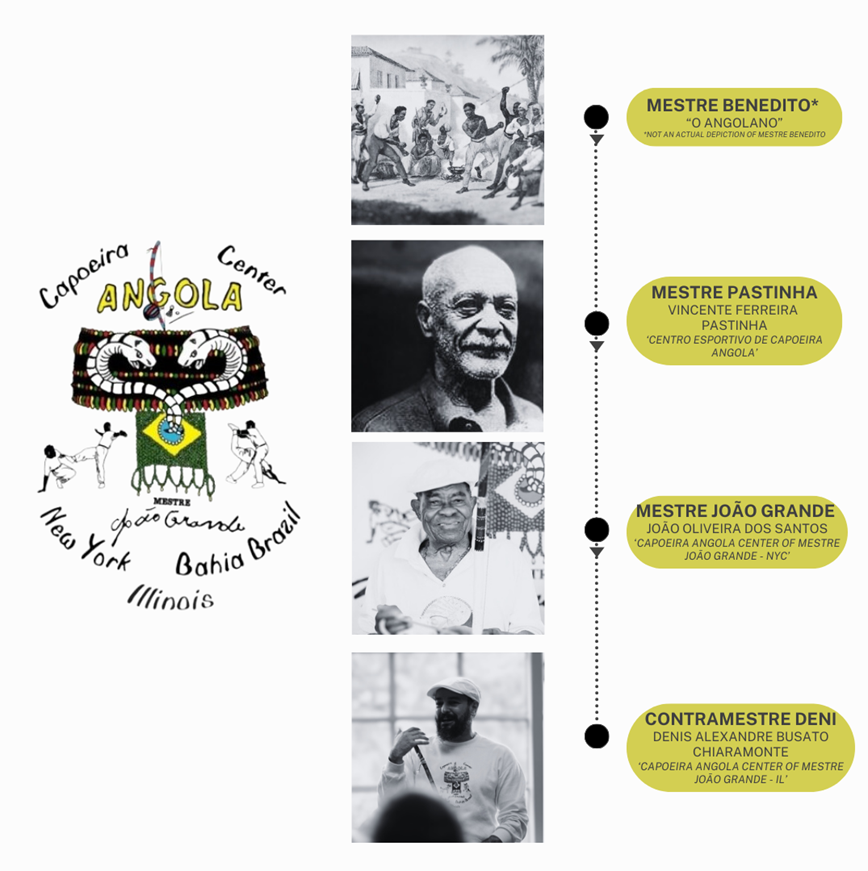 Capoeira Center
ANGOLA
MESTRE
João Grande
New York Bahia Brazil
Illinois
MESTRE BENEDITO*
“O ANGOLANO”
*NOT AN ACTUAL DEPICTION OF MESTRE BENEDITO
MESTRE PASTINHA
VINCENTE FERREIRA
PASTINHA
‘CENTRO ESPORTIVO DE CAPOEIRA
ANGOLA’
MESTRE JOÃO GRANDE
JOÃO OLIVEIRA DOS SANTOS
‘CAPOEIRA ANGOLA CENTER OF MESTRE
JOÃO GRANDE - NYC’
CONTRAMESTRE DENI
DENIS ALEXANDRE BUSATO
CHIARAMONTE
‘CAPOEIRA ANGOLA CENTER OF MESTRE
JOÃO GRANDE - IL’
Capoeira Center
ANGOLA